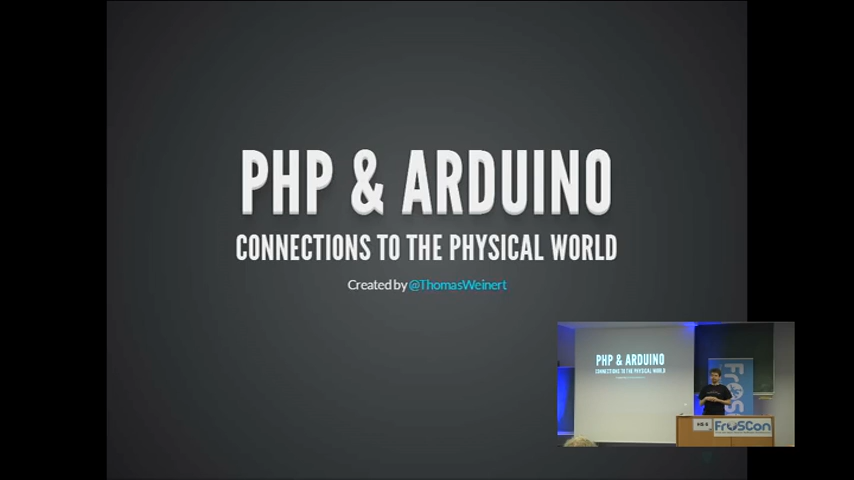 PHP & ARDUINO
CONNECTIONS TO THE PHYSICAL WORLD
Created by @ThomasWeinert
PHP & ARDUINO
CONNECTIONS TO THE PHYSICAL WORLD
FrOSCon